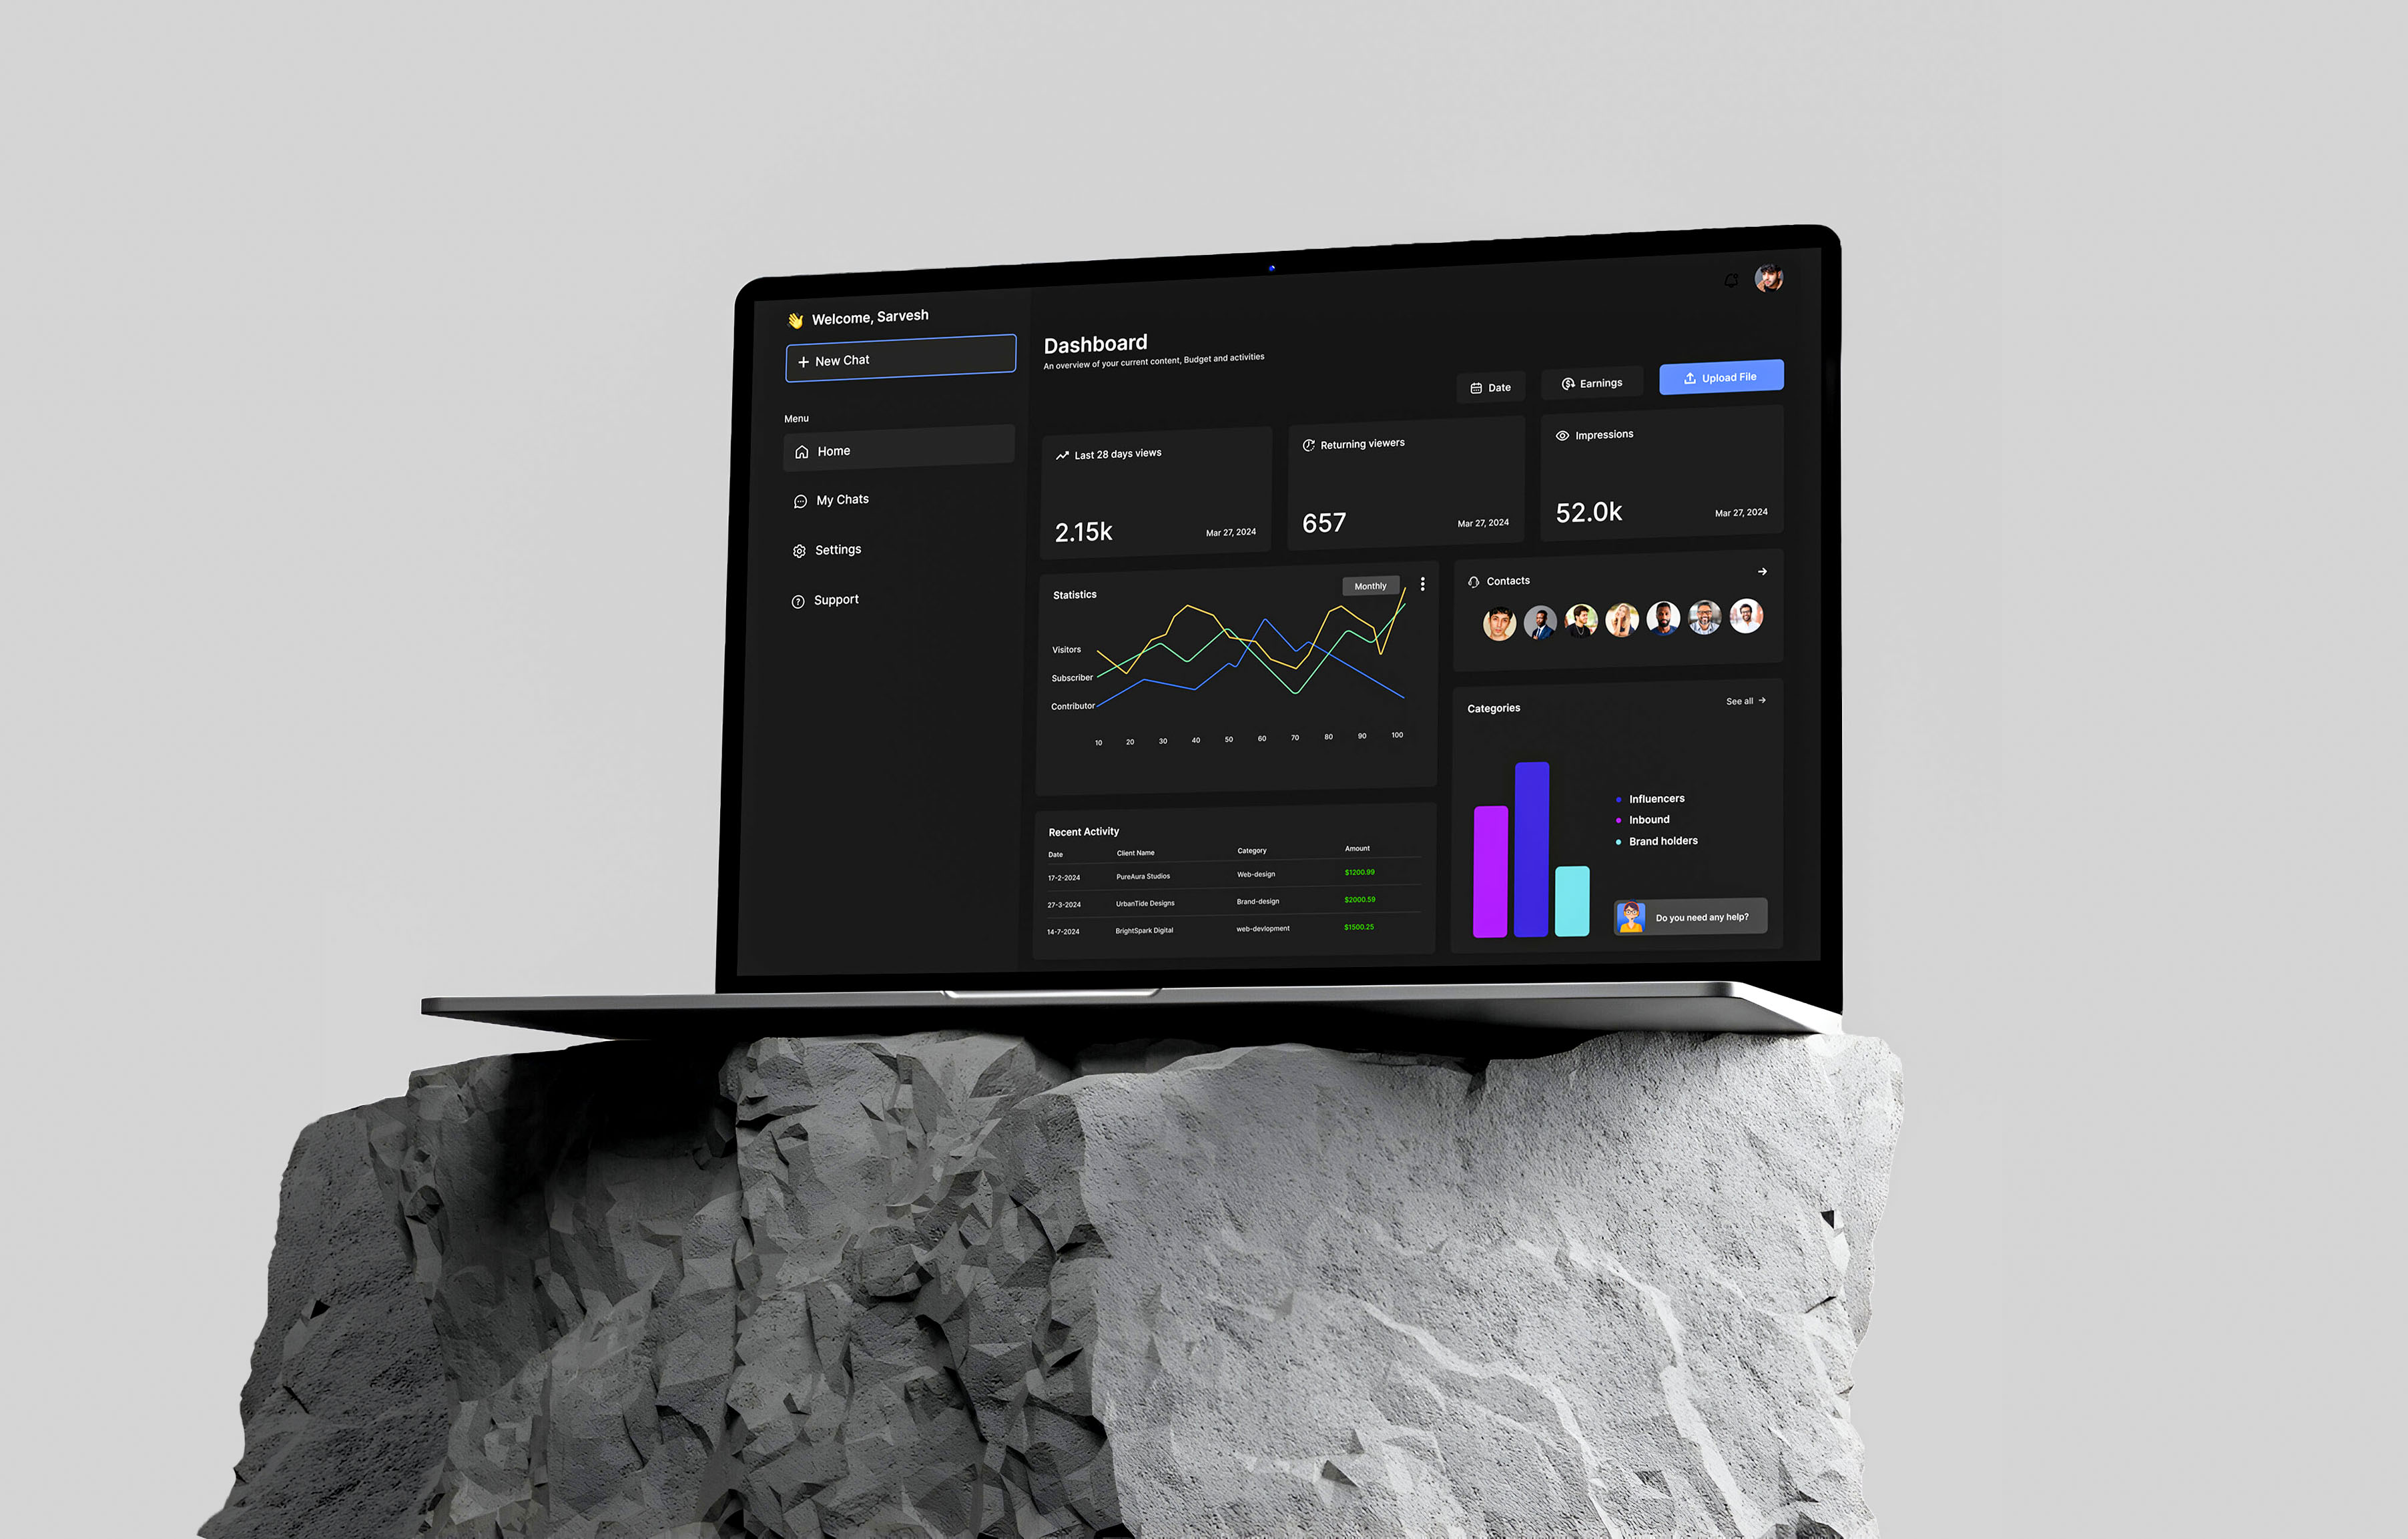 Welcome, Sarvesh
+ New Chat
Menu
Home
My Chats
Settings
Support
Dashboard
An overview of your current content, Budget and activities
Date
Earnings
Upload File
Last 28 days views
2.15k
Mar 27, 2024
Returning viewers
657
Mar 27, 2024
Impressions
52.0k
Mar 27, 2024
Statistics
Monthly
Visitors
Subscriber
Contributor
10 20 30 40 50 60 70 80 90 100
Contacts
Categories
See all
Influencers
Inbound
Brand holders
Do you need any help?
Recent Activity
Date Client Name Category Amount
17-2-2024 PureAura Studios Web-design $1200.99
27-3-2024 UrbanTide Designs Brand-design $2000.59
14-7-2024 BrightSpark Digital web-devlopment $1500.25